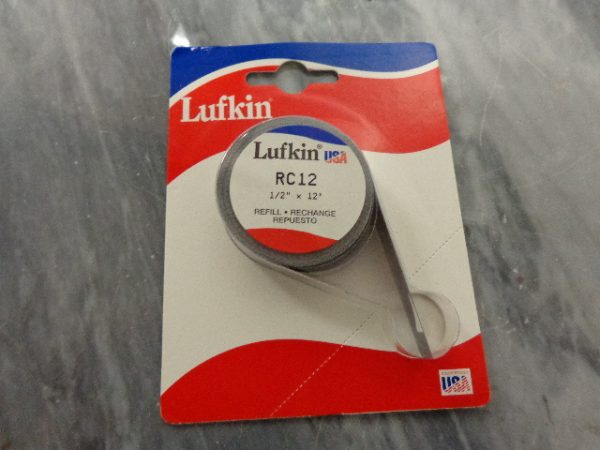 Lufkin
Lufkin® USA
RC12
1/2" x 12'
REFILL • RECHANGE
REPUESTO
USA